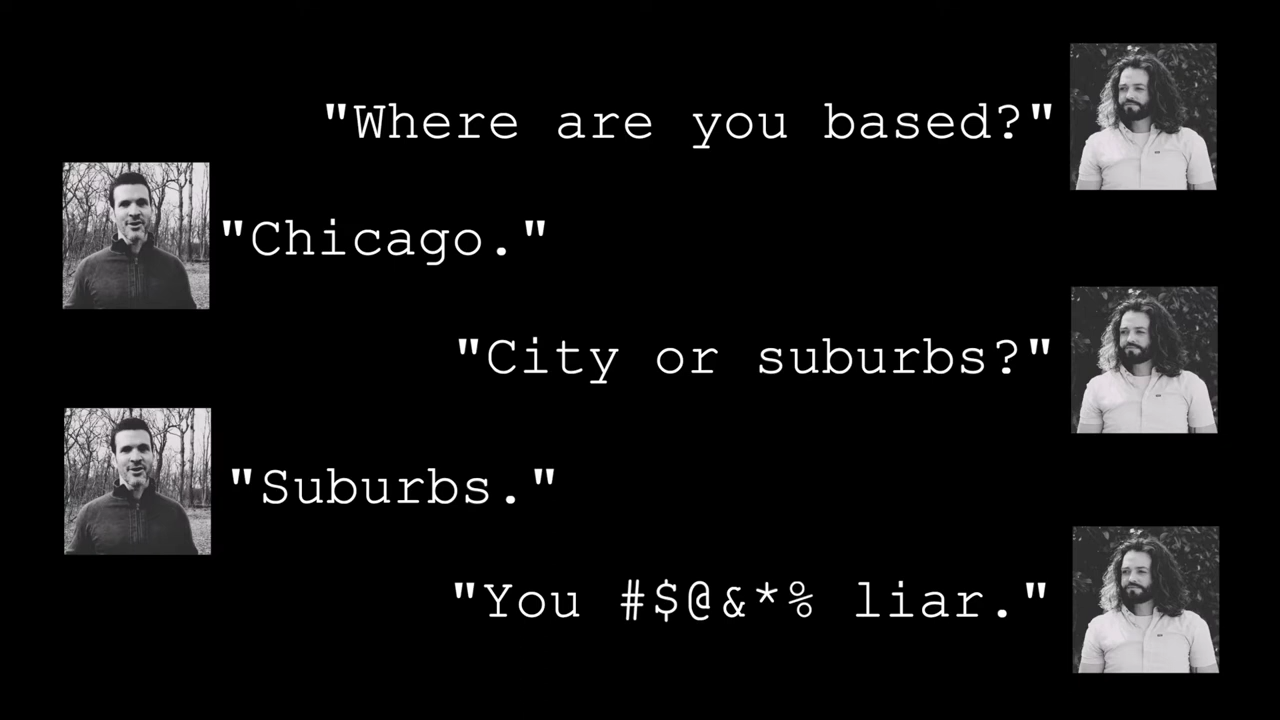 "Where are you based?"
"Chicago."
"City or suburbs?"
"Suburbs."
"You #$@&*% liar."